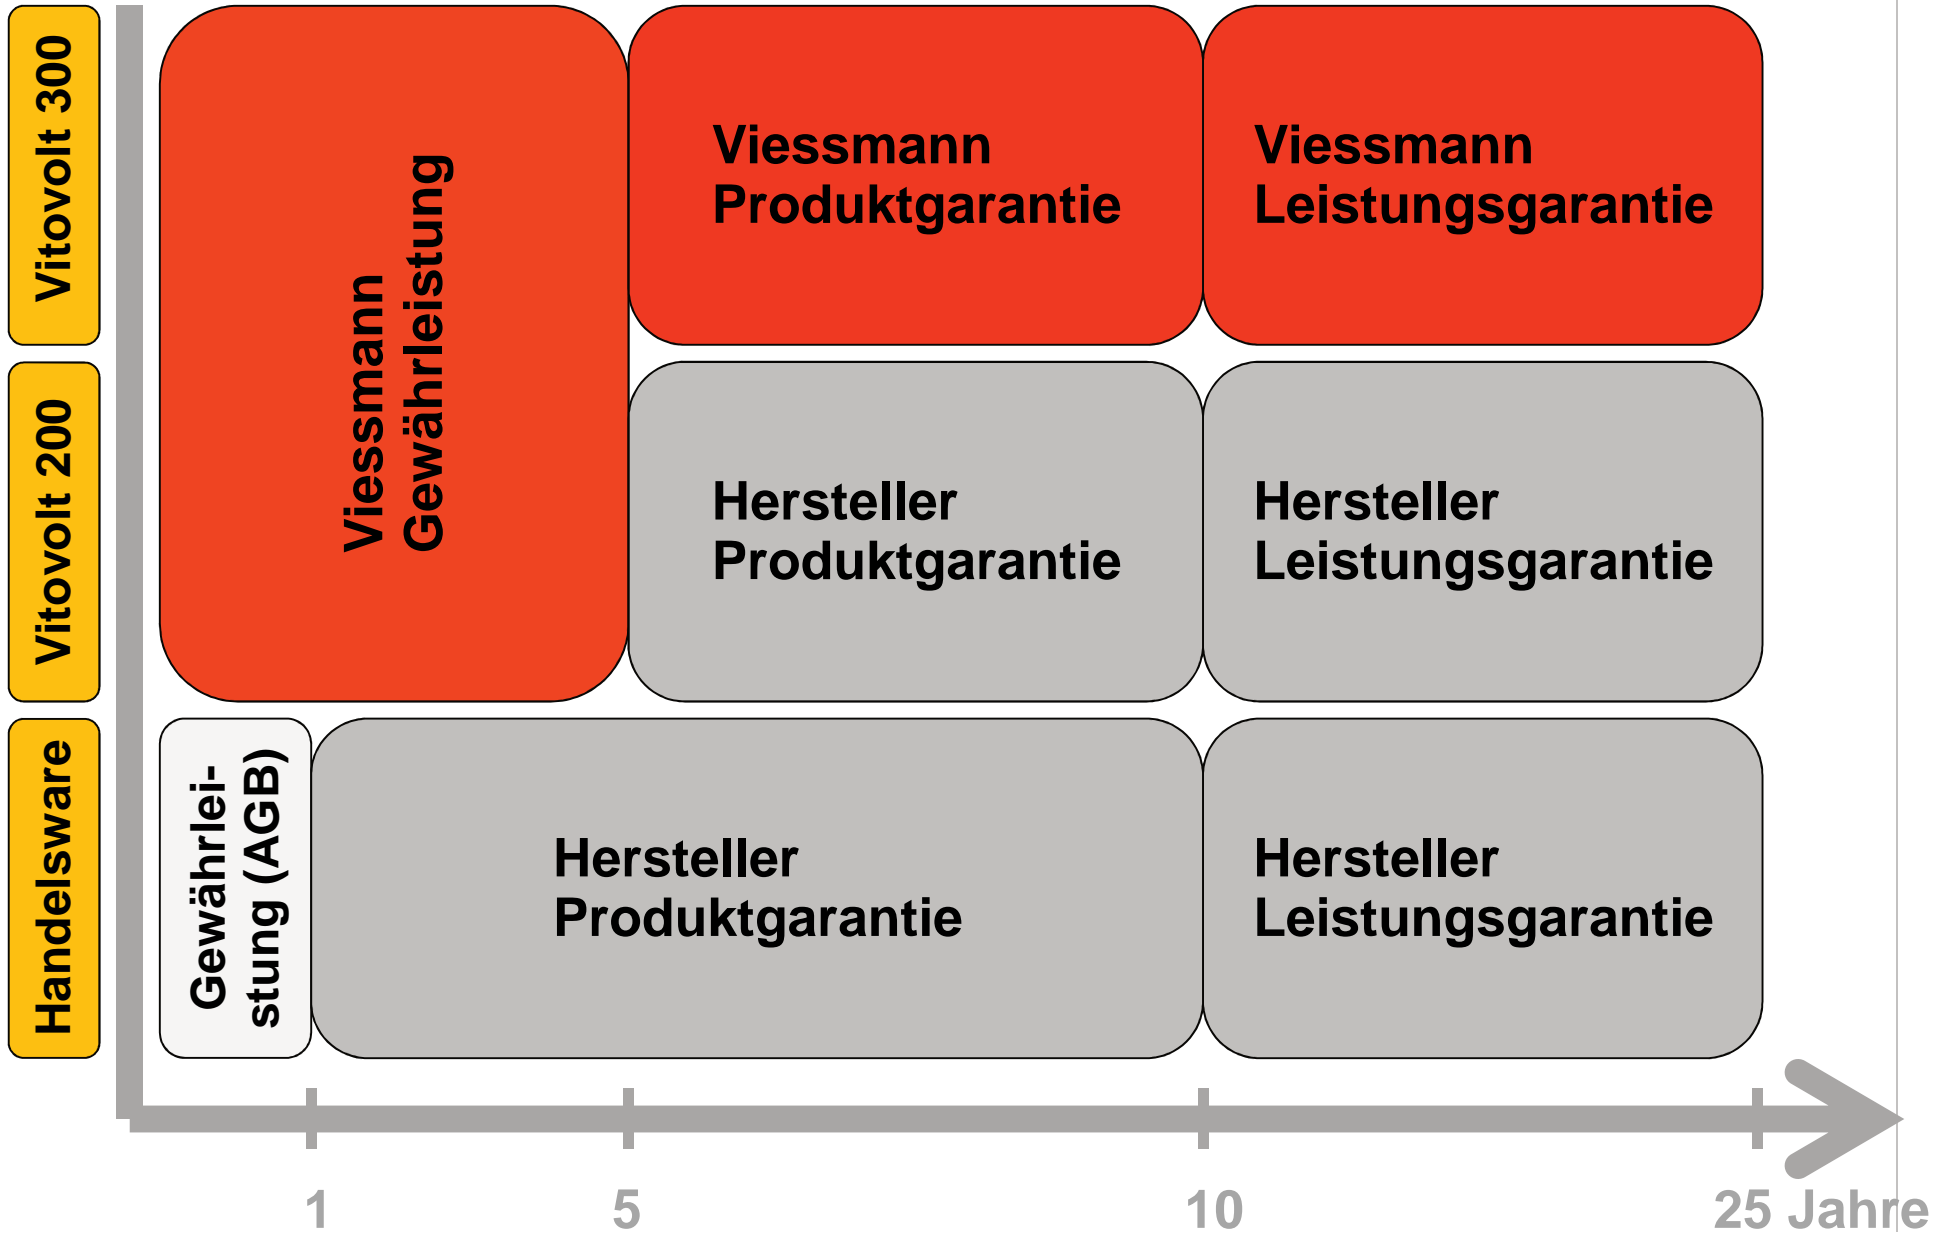 Vitovolt 300
Viessmann
Gewährleistung
Viessmann
Produktgarantie
Viessmann
Leistungsgarantie
Vitovolt 200
Hersteller
Produktgarantie
Hersteller
Leistungsgarantie
Handelsware
Gewährlei-
stung (AGB)
Hersteller
Produktgarantie
Hersteller
Leistungsgarantie
1 5 10 25 Jahre